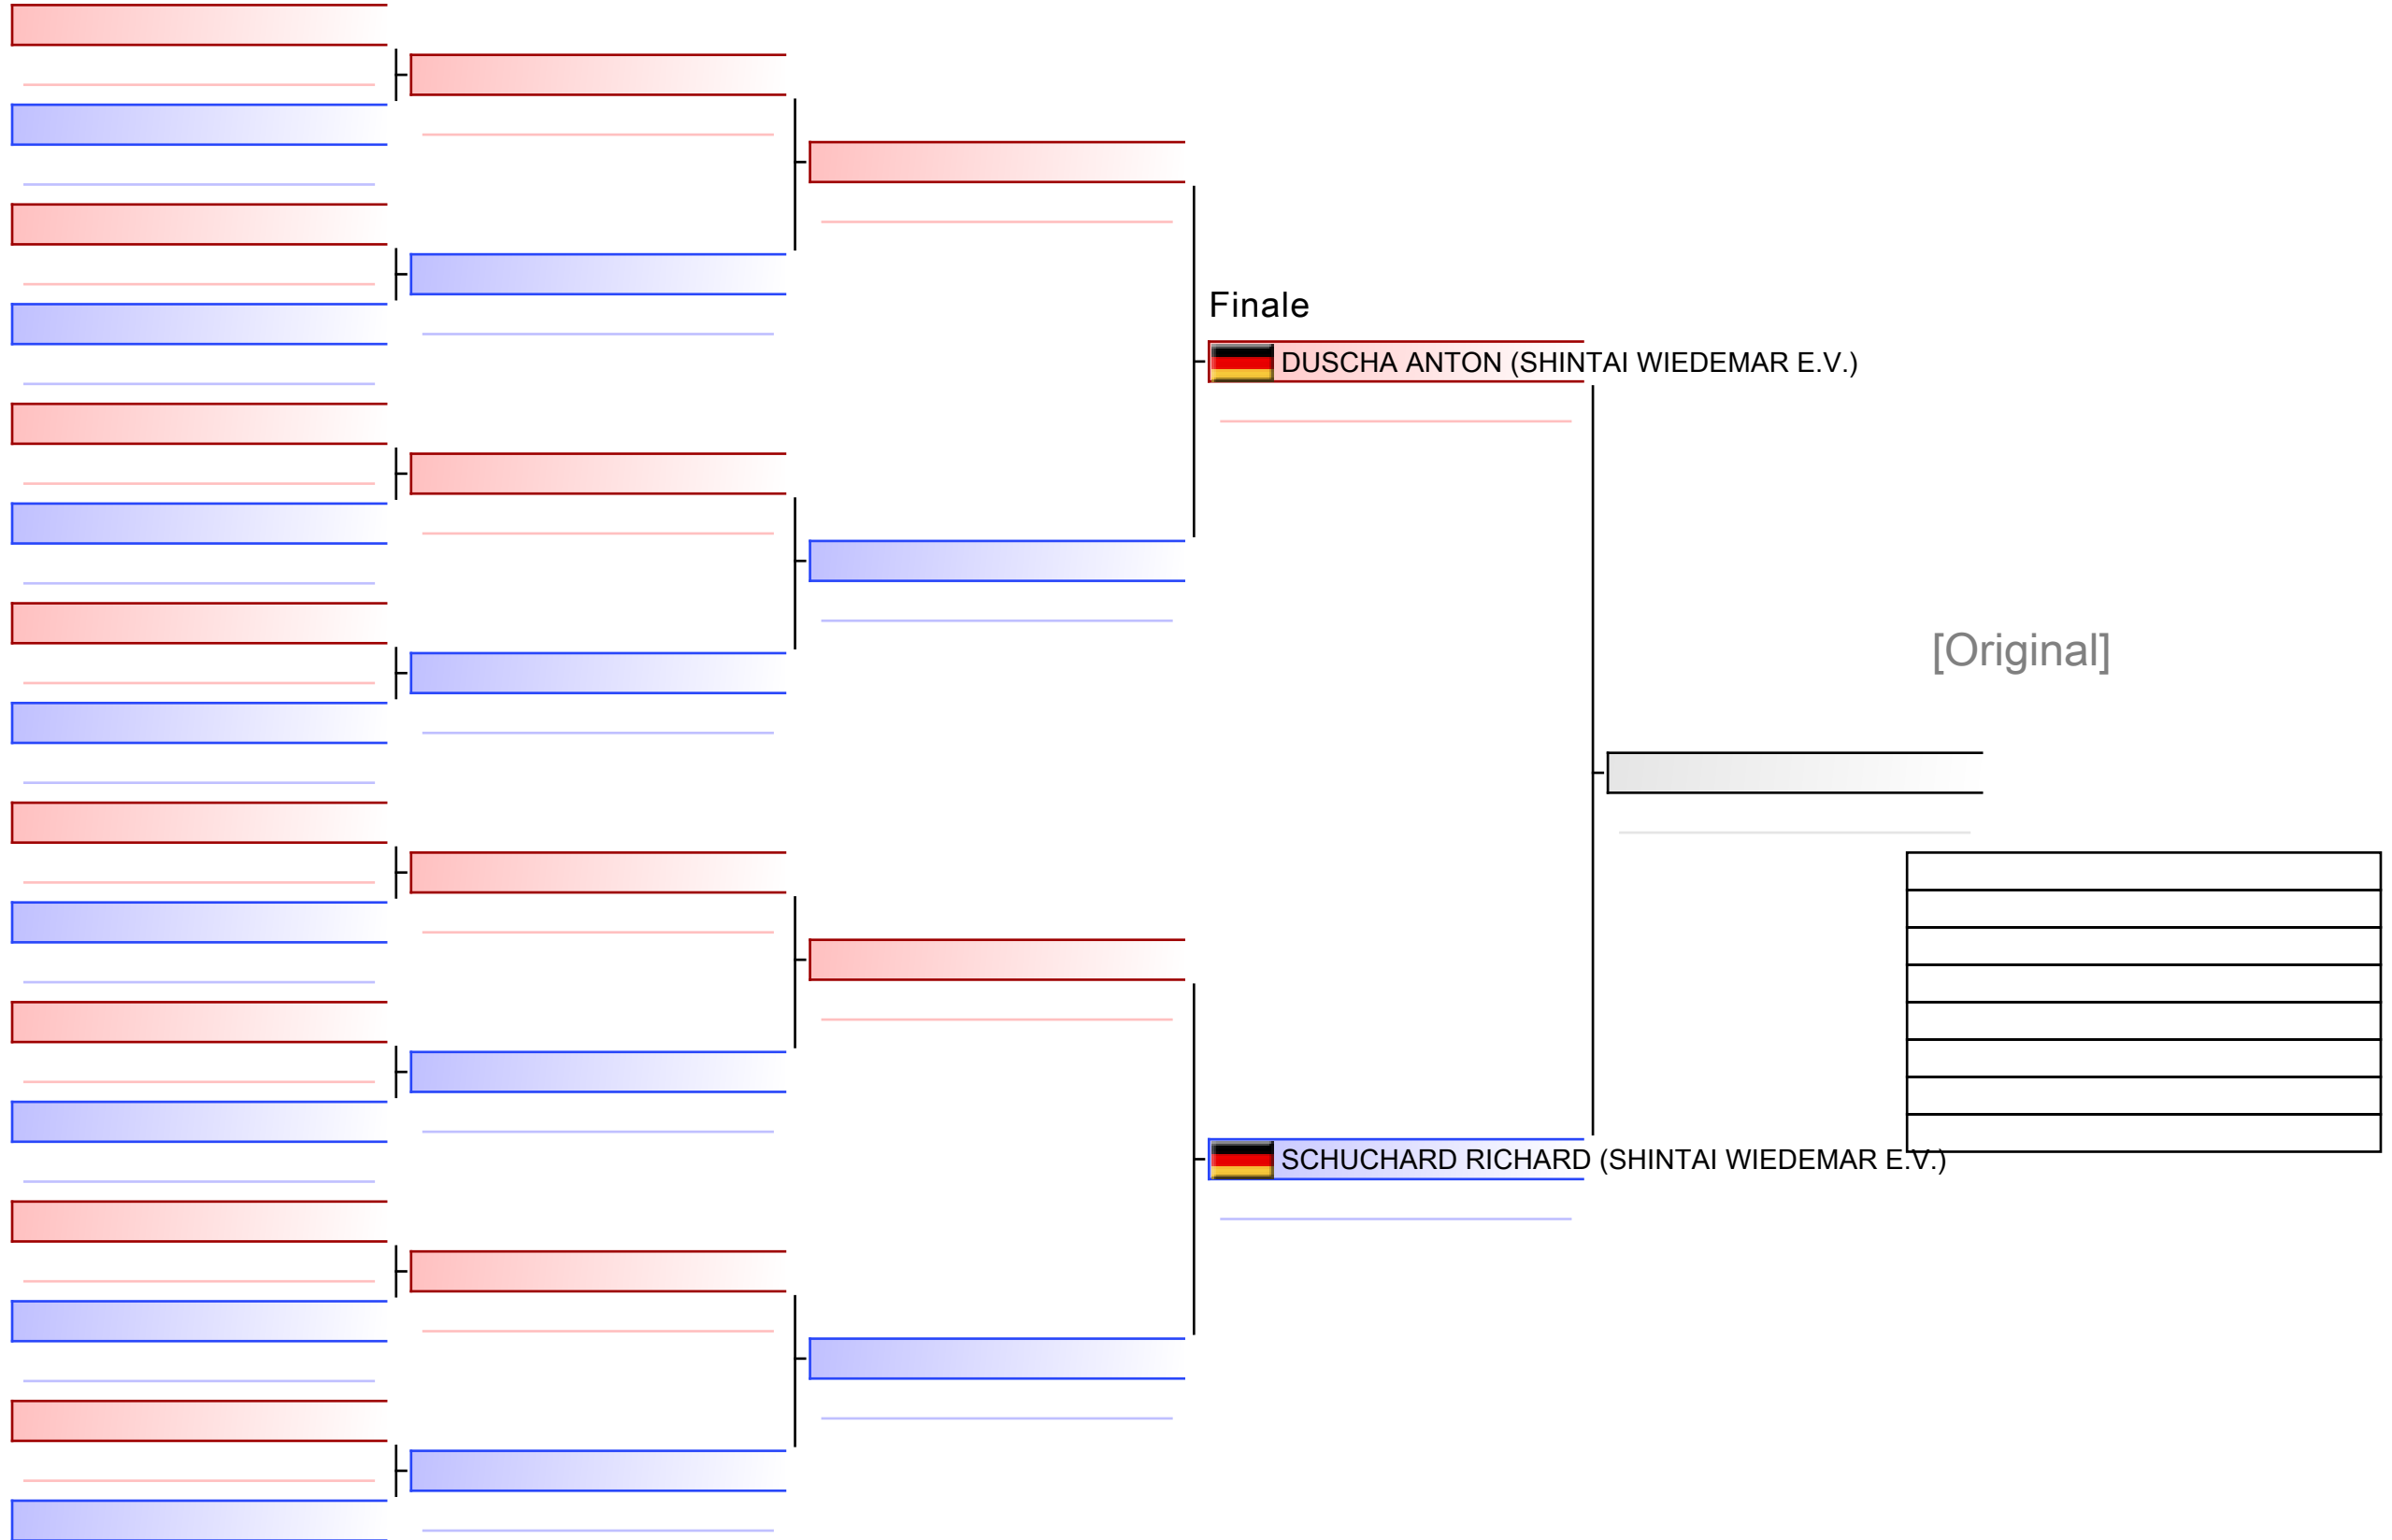 Finale
DUSCHA ANTON (SHINTAI WIEDEMAR E.V.)
[Original]
SCHUCHARD RICHARD (SHINTAI WIEDEMAR E.V.)